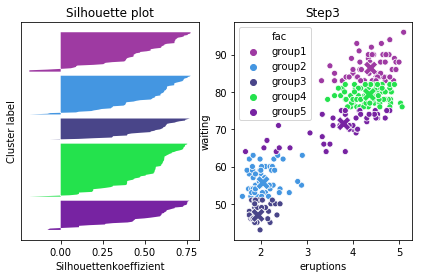 Silhouette plot
Cluster label
0.00 0.25 0.50 0.75
Silhouettenkoeffizient
Step3
fac
group1
group2
group3
group4
group5
waiting
90
80
70
60
50
2 3 4 5
eruptions